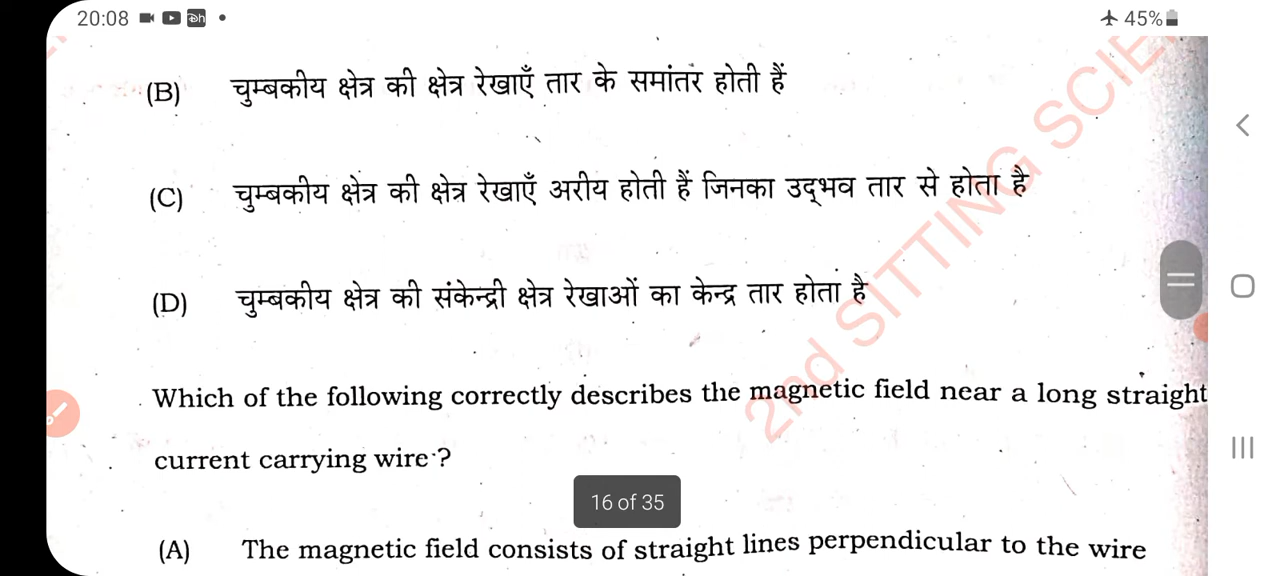 20:08
45%
(B) चुम्बकीय क्षेत्र की क्षेत्र रेखाएँ तार के समांतर होती हैं
(C) चुम्बकीय क्षेत्र की क्षेत्र रेखाएँ अरीय होती हैं जिनका उद्भव तार से होता है
(D) चुम्बकीय क्षेत्र की संकेन्द्री क्षेत्र रेखाओं का केन्द्र तार होता है
2nd SITTING SCIE
Which of the following correctly describes the magnetic field near a long straight
current carrying wire ?
16 of 35
(A) The magnetic field consists of straight lines perpendicular to the wire